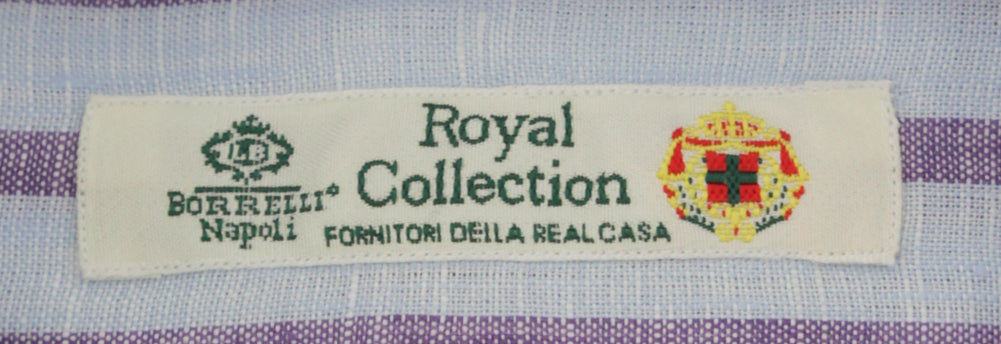 LB
BORRELLI
Napoli
Royal
Collection
FORNITORI DELLA REAL CASA